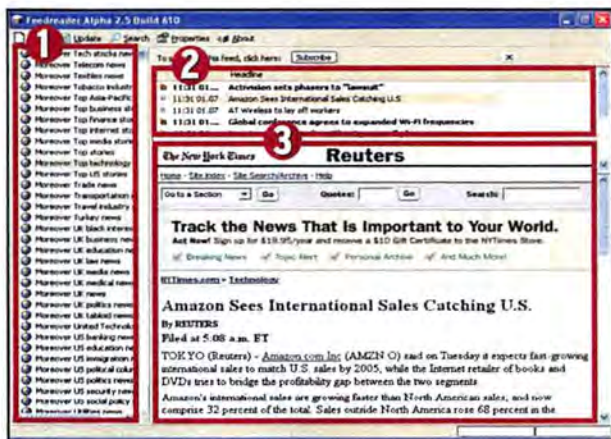 Feedreader Alpha 2.5 Build 610
Update Search Properties About
1
Moreover Tech stocks news
Moreover Telecom news
Moreover Textiles news
Moreover Tobacco industry
Moreover Top Asia-Pacific
Moreover Top business st
Moreover Top finance stor
Moreover Top internet stor
Moreover Top media stori
Moreover Top stories
Moreover Top technology
Moreover Top US stories
Moreover Trade news
Moreover Transportation
Moreover Travel industry
Moreover Turkey news
Moreover UK black interes
Moreover UK business new
Moreover UK education ne
Moreover UK law news
Moreover UK media news
Moreover UK medical news
Moreover UK news
Moreover UK politics news
Moreover UK tabloid news
Moreover United Technolo
Moreover US banking news
Moreover US education ne
Moreover US immigration n
Moreover US political colu
Moreover US politics news
Moreover US security new
Moreover US social policy
Moreover Utilities news
this feed, click here: Subscribe
2
Headline
11:31 01.... Activision sets phasers to "lawsuit"
11:31 01.07 Amazon Sees International Sales Catching U.S.
11:31 01.07 AT Wireless to lay off workers
11:31 01.... Global conference agrees to expanded Wi-Fi frequencies
3
The New York Times Reuters
Home - Site Index - Site Search/Archive - Help
Go to a Section Go Quotes: Go Search:
Track the News That Is Important to Your World.
Act Now! Sign up for $19.95/year and receive a $10 Gift Certificate to the NYTimes Store.
Breaking News Topic Alert Personal Archive And Much More!
NYTimes.com > Technology
Amazon Sees International Sales Catching U.S.
By REUTERS
Filed at 5:08 a.m. ET
TOKYO (Reuters) - Amazon.com Inc (AMZN O) said on Tuesday it expects fast-growing
international sales to match U.S. sales by 2005, while the Internet retailer of books and
DVDs tries to bridge the profitability gap between the two segments
Amazon's international sales are growing faster than North American sales, and now
comprise 32 percent of the total. Sales outside North America rose 68 percent in the